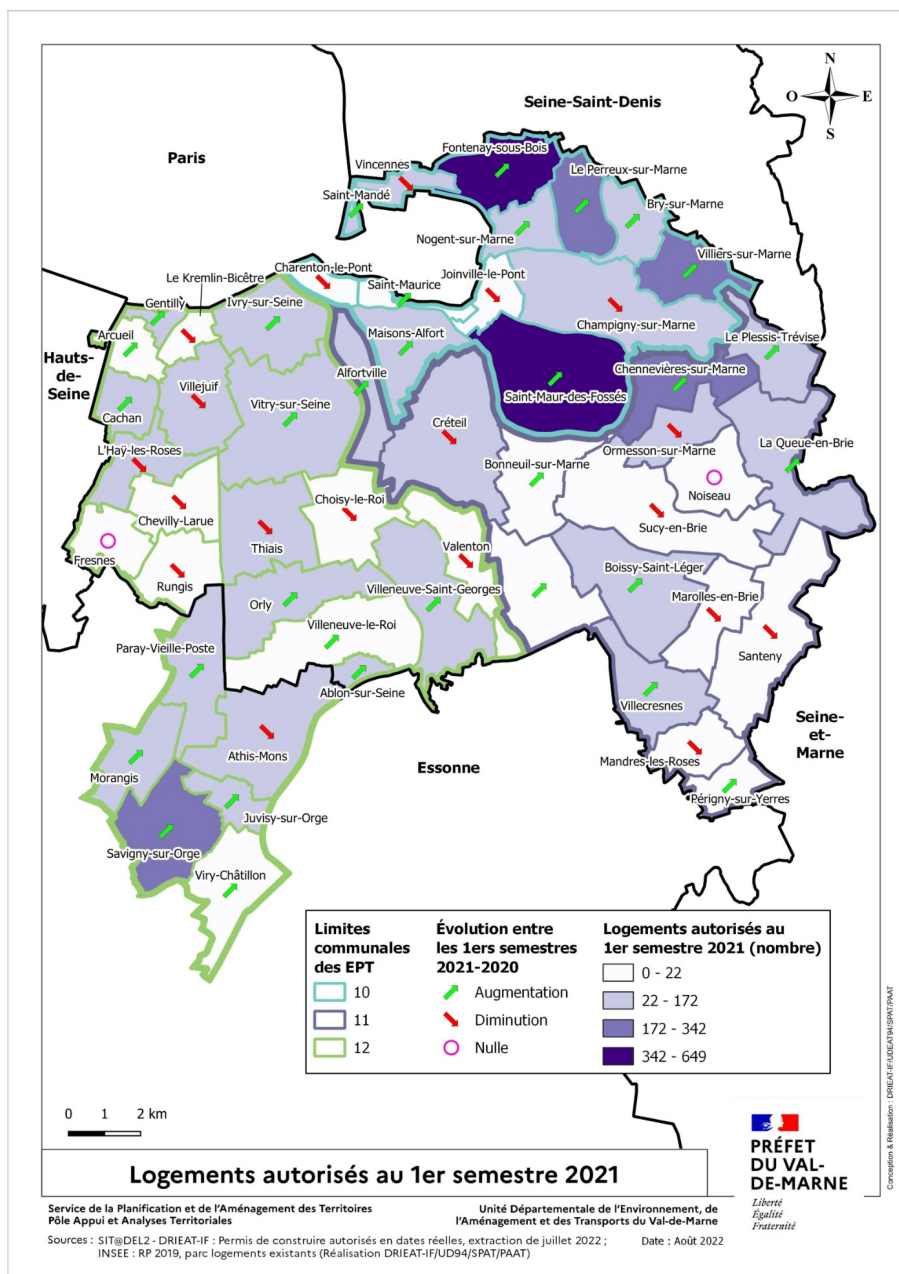 N
O
E
S
Seine-Saint-Denis
Paris
Fontenay-sous-Bois
Vincennes
Le Perreux-sur-Marne
Saint-Mandé
Bry-sur-Marne
Nogent-sur-Marne
Villiers-sur-Marne
Charenton-le-Pont
Joinville-le-Pont
Le Kremlin-Bicêtre
Saint-Maurice
Gentilly
Ivry-sur-Seine
Champigny-sur-Marne
Arcueil
Maisons-Alfort
Le Plessis-Trévise
Hauts-
de-
Seine
Villejuif
Alfortville
Chennevières-sur-Marne
Saint-Maur-des-Fossés
Cachan
Vitry-sur-Seine
Créteil
La Queue-en-Brie
L'Haÿ-les-Roses
Ormesson-sur-Marne
Bonneuil-sur-Marne
Noiseau
Choisy-le-Roi
Chevilly-Larue
Sucy-en-Brie
Thiais
Valenton
Fresnes
Boissy-Saint-Léger
Rungis
Villeneuve-Saint-Georges
Marolles-en-Brie
Orly
Villeneuve-le-Roi
Paray-Vieille-Poste
Santeny
Ablon-sur-Seine
Villecresnes
Seine-
et-
Marne
Athis-Mons
Mandres-les-Roses
Essonne
Morangis
Périgny-sur-Yerres
Juvisy-sur-Orge
Savigny-sur-Orge
Viry-Châtillon
Limites
communales
des EPT
10
11
12
Évolution entre
les 1ers semestres
2021-2020
Augmentation
Diminution
Nulle
Logements autorisés au
1er semestre 2021 (nombre)
0 - 22
22 - 172
172 - 342
342 - 649
0 1 2 km
Logements autorisés au 1er semestre 2021
PRÉFET
DU VAL-
DE-MARNE
Liberté
Égalité
Fraternité
Service de la Planification et de l'Aménagement des Territoires
Pôle Appui et Analyses Territoriales
Unité Départementale de l'Environnement, de
l'Aménagement et des Transports du Val-de-Marne
Sources : SIT@DEL2 - DRIEAT-IF : Permis de construire autorisés en dates réelles, extraction de juillet 2022 ;
INSEE : RP 2019, parc logements existants (Réalisation DRIEAT-IF/UD94/SPAT/PAAT)
Date : Août 2022
Conception & Réalisation : DRIEAT-IF/UDEAT94/SPAT/PAAT